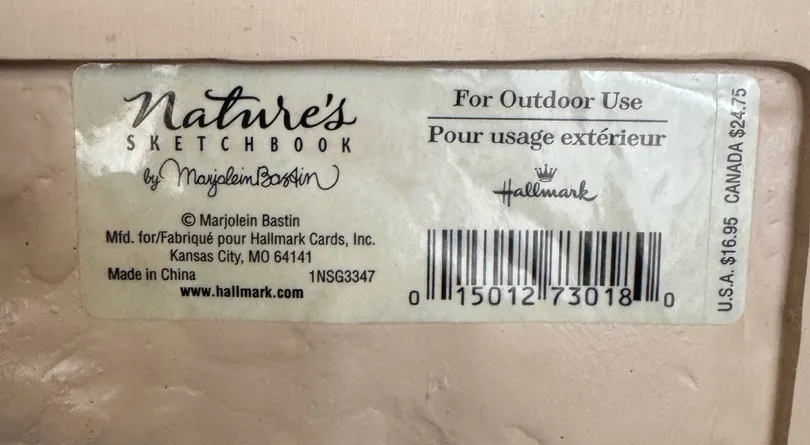 Nature's
SKETCHBOOK
by Marjolein Bastin
© Marjolein Bastin
Mfd. for/Fabriqué pour Hallmark Cards, Inc.
Kansas City, MO 64141
Made in China 1NSG3347
www.hallmark.com
For Outdoor Use
Pour usage extérieur
Hallmark
0 15012 73018 0
U.S.A. $16.95 CANADA $24.75